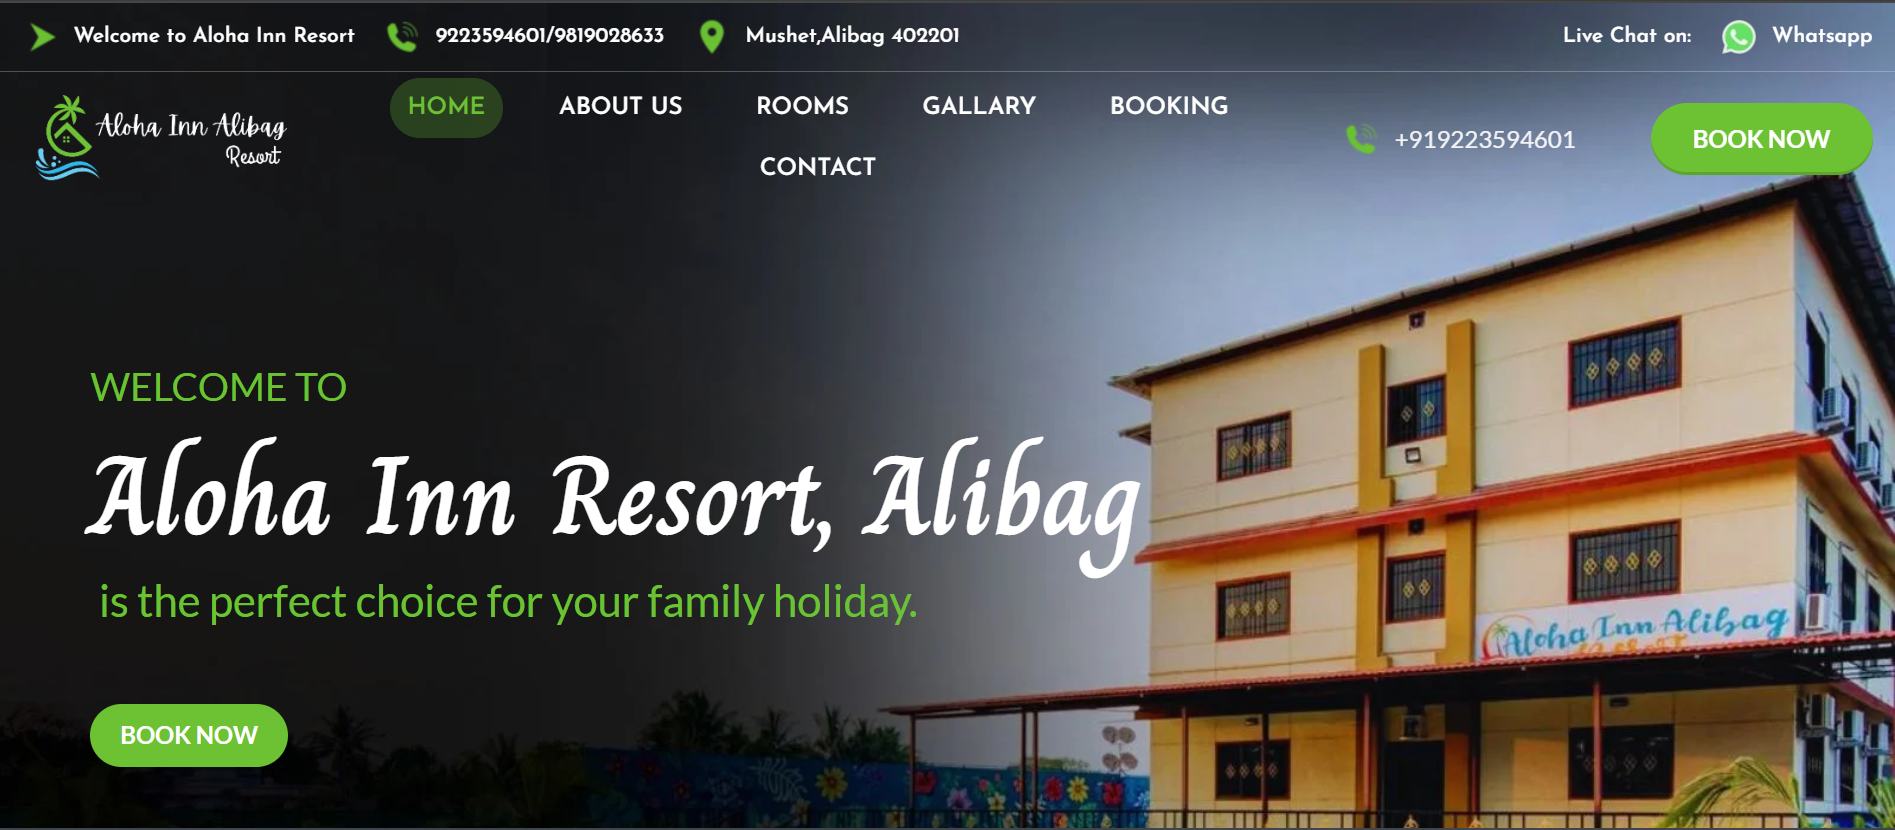 Welcome to Aloha Inn Resort
9223594601/9819028633
Mushet,Alibag 402201
Live Chat on:
Whatsapp
Aloha Inn Alibag
Resort
HOME
ABOUT US
ROOMS
GALLARY
BOOKING
CONTACT
+919223594601
BOOK NOW
WELCOME TO
Aloha Inn Resort, Alibag
is the perfect choice for your family holiday.
BOOK NOW
Aloha Inn Alibag
Resort